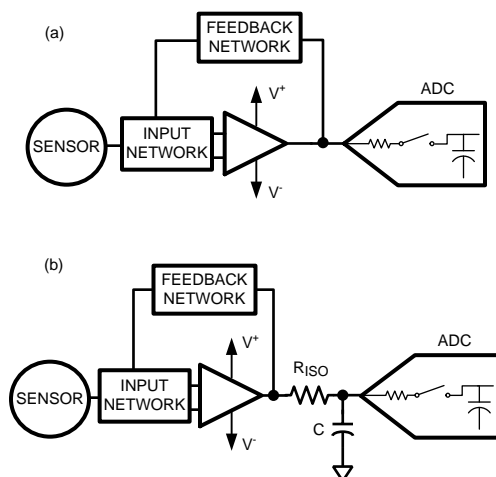 (a)
FEEDBACK
NETWORK
V+
ADC
SENSOR
INPUT
NETWORK
V-
(b)
FEEDBACK
NETWORK
V+
ADC
RISO
SENSOR
INPUT
NETWORK
C
V-